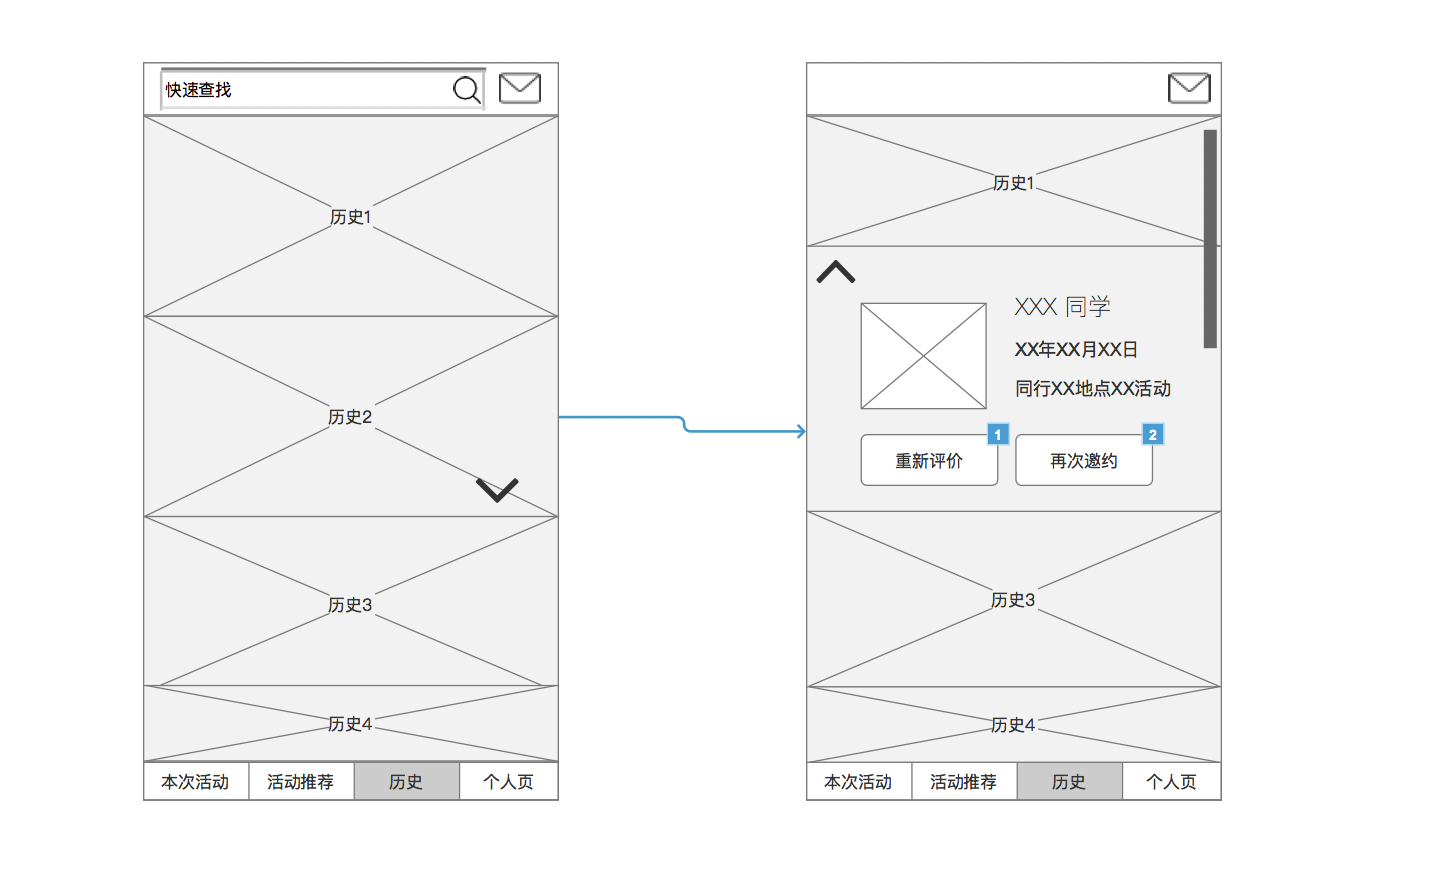 快速查找
历史1
历史2
历史3
历史4
本次活动 活动推荐 历史 个人页
历史1
XXX 同学
XX年XX月XX日
同行XX地点XX活动
1
2
重新评价 再次邀约
历史3
历史4
本次活动 活动推荐 历史 个人页